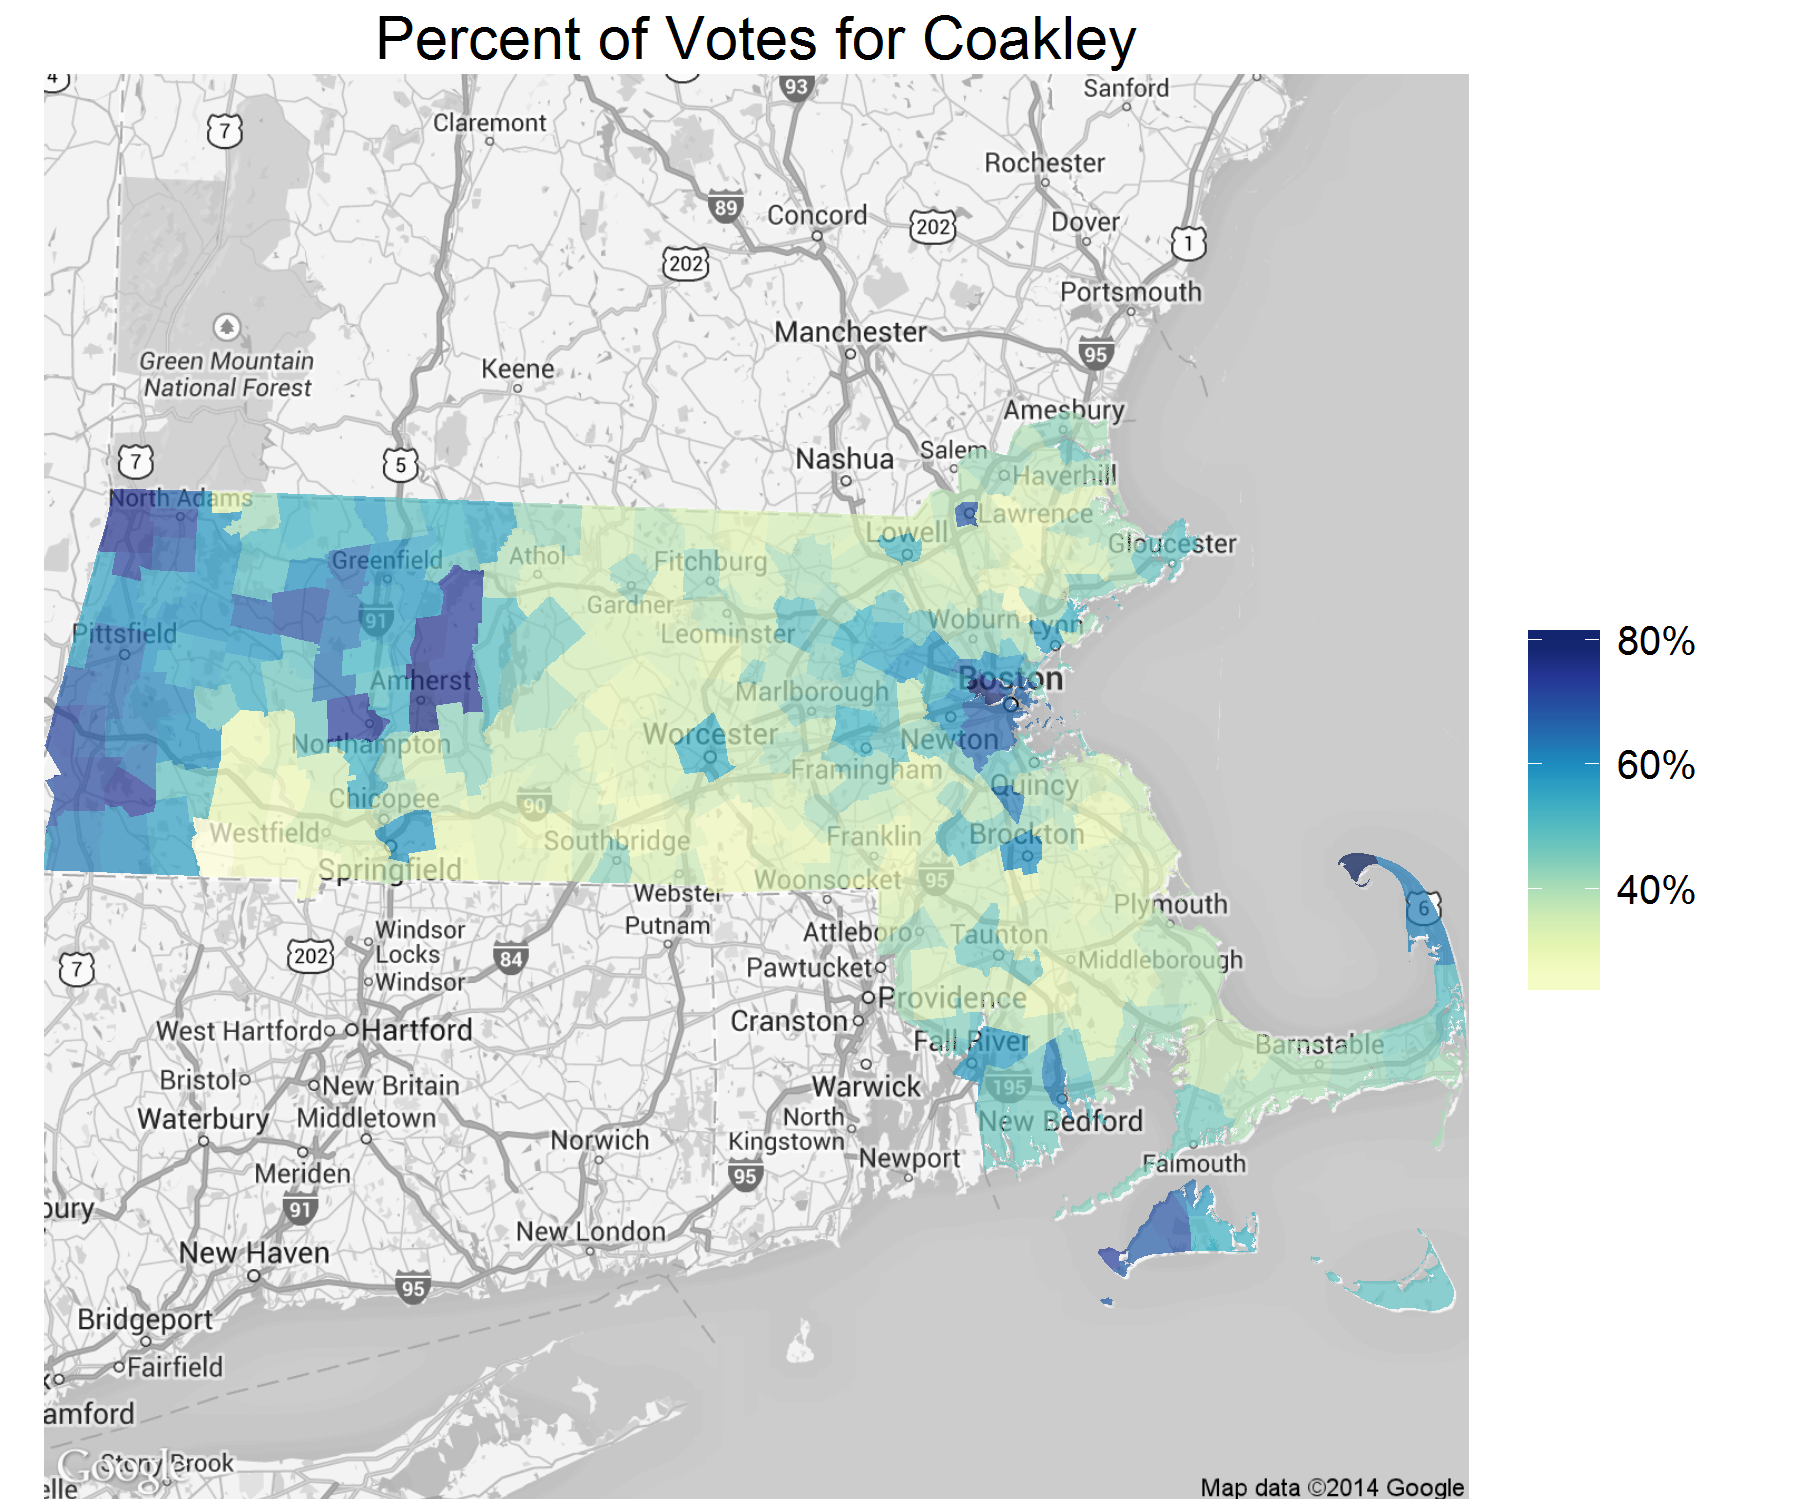 Percent of Votes for Coakley
4
93
Sanford
7
Claremont
Rochester
89
Concord
202
Dover
1
202
Portsmouth
Manchester
95
Green Mountain
National Forest
Keene
Amesbury
7
5
Nashua
Salem
Haverhill
North Adams
Lawrence
Lowell
Gloucester
Greenfield
Athol
Fitchburg
Gardner
91
Woburn
Lynn
Pittsfield
Leominster
80%
Amherst
Boston
Marlborough
Worcester
Newton
Northampton
60%
Framingham
Quincy
Chicopee
90
Westfield
Southbridge
Franklin
Brockton
Springfield
Woonsocket
95
40%
Webster
Plymouth
6
Windsor
Locks
Putnam
Attleboro
Taunton
202
84
7
Windsor
Pawtucket
Middleborough
Providence
West Hartford
Hartford
Cranston
Fall River
Barnstable
Bristol
New Britain
Warwick
195
Waterbury
Middletown
North
Kingstown
New Bedford
Norwich
Newport
Falmouth
Meriden
95
bury
91
New London
New Haven
95
Bridgeport
Fairfield
amford
Stony Brook
Google
elle
Map data ©2014 Google